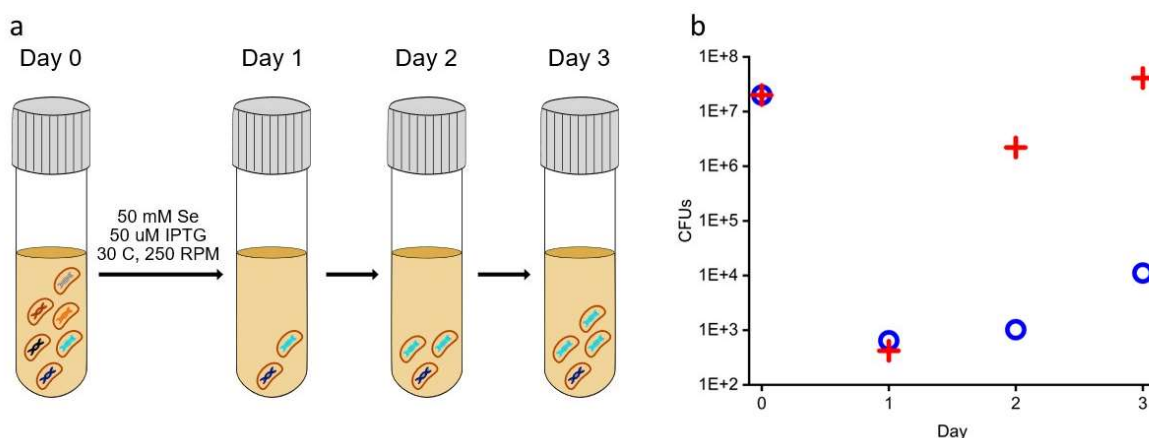 a
Day 0 Day 1 Day 2 Day 3
50 mM Se
50 uM IPTG
30 C, 250 RPM
b
1E+8
1E+7
1E+6
1E+5
1E+4
1E+3
1E+2
CFUs
0 1 2 3
Day